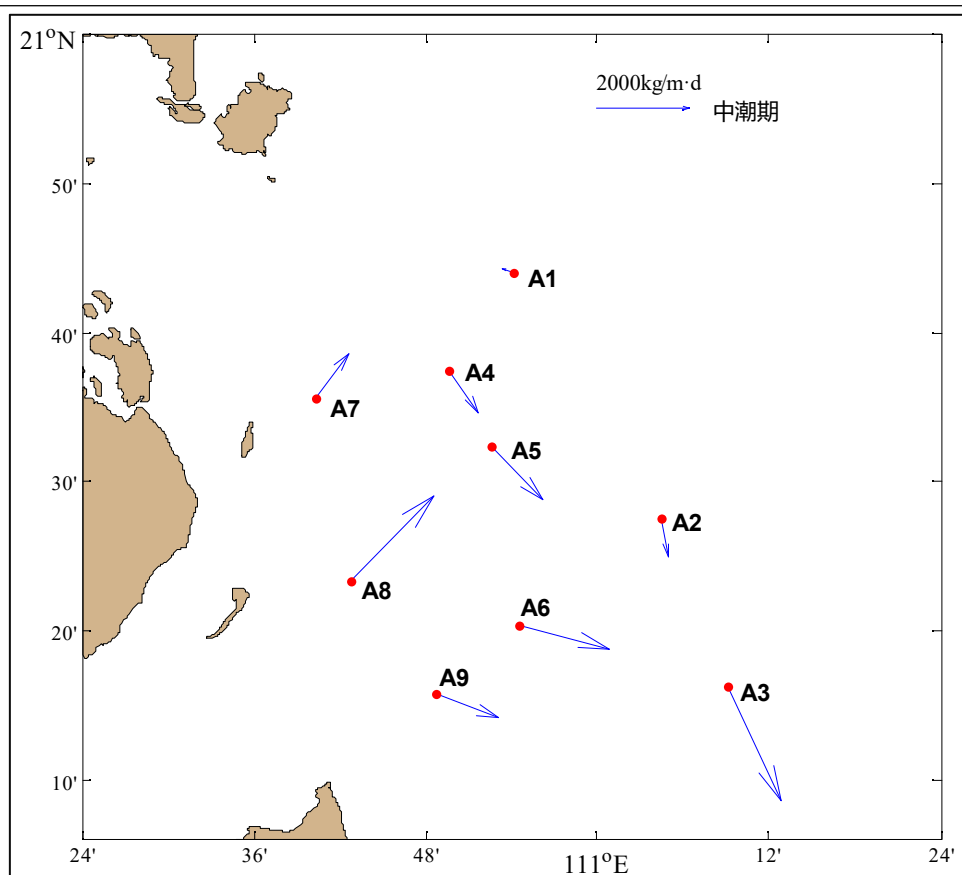 21°N
2000kg/m·d
中潮期
50'
A1
40'
A4
A7
A5
30'
A2
A8
A6
20'
A9
A3
10'
24'
36'
48'
111°E
12'
24'